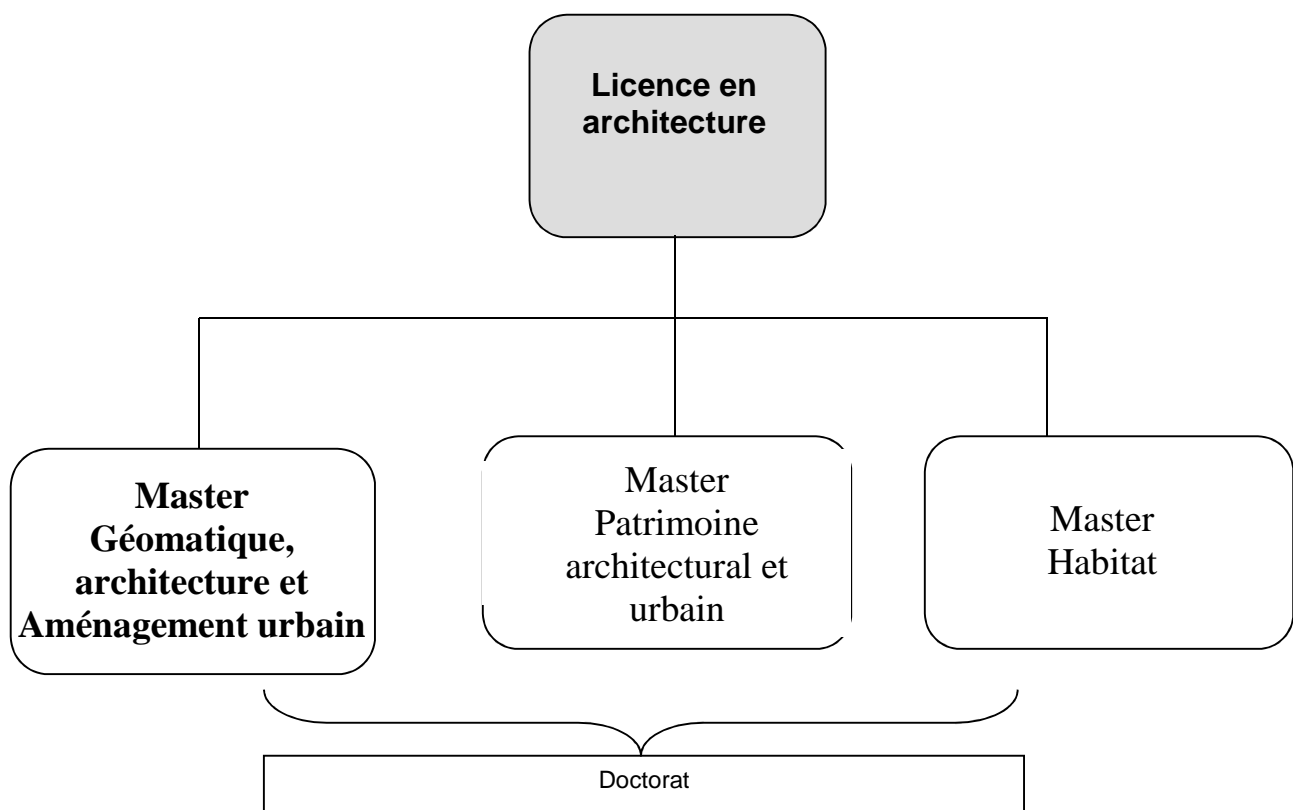 Licence en
architecture
Master
Géomatique,
architecture et
Aménagement urbain
Master
Patrimoine
architectural et
urbain
Master
Habitat
Doctorat